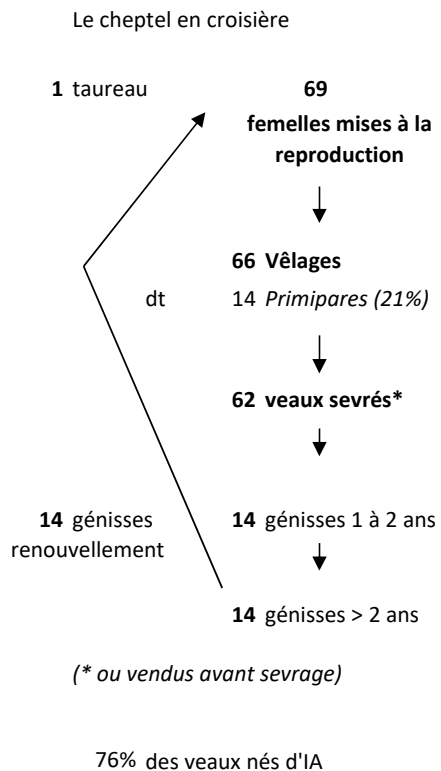 Le cheptel en croisière
1 taureau
69
femelles mises à la
reproduction
66 Vêlages
dt 14 Primipares (21%)
62 veaux sevrés*
14 génisses
renouvellement
14 génisses 1 à 2 ans
14 génisses > 2 ans
(* ou vendus avant sevrage)
76% des veaux nés d'IA